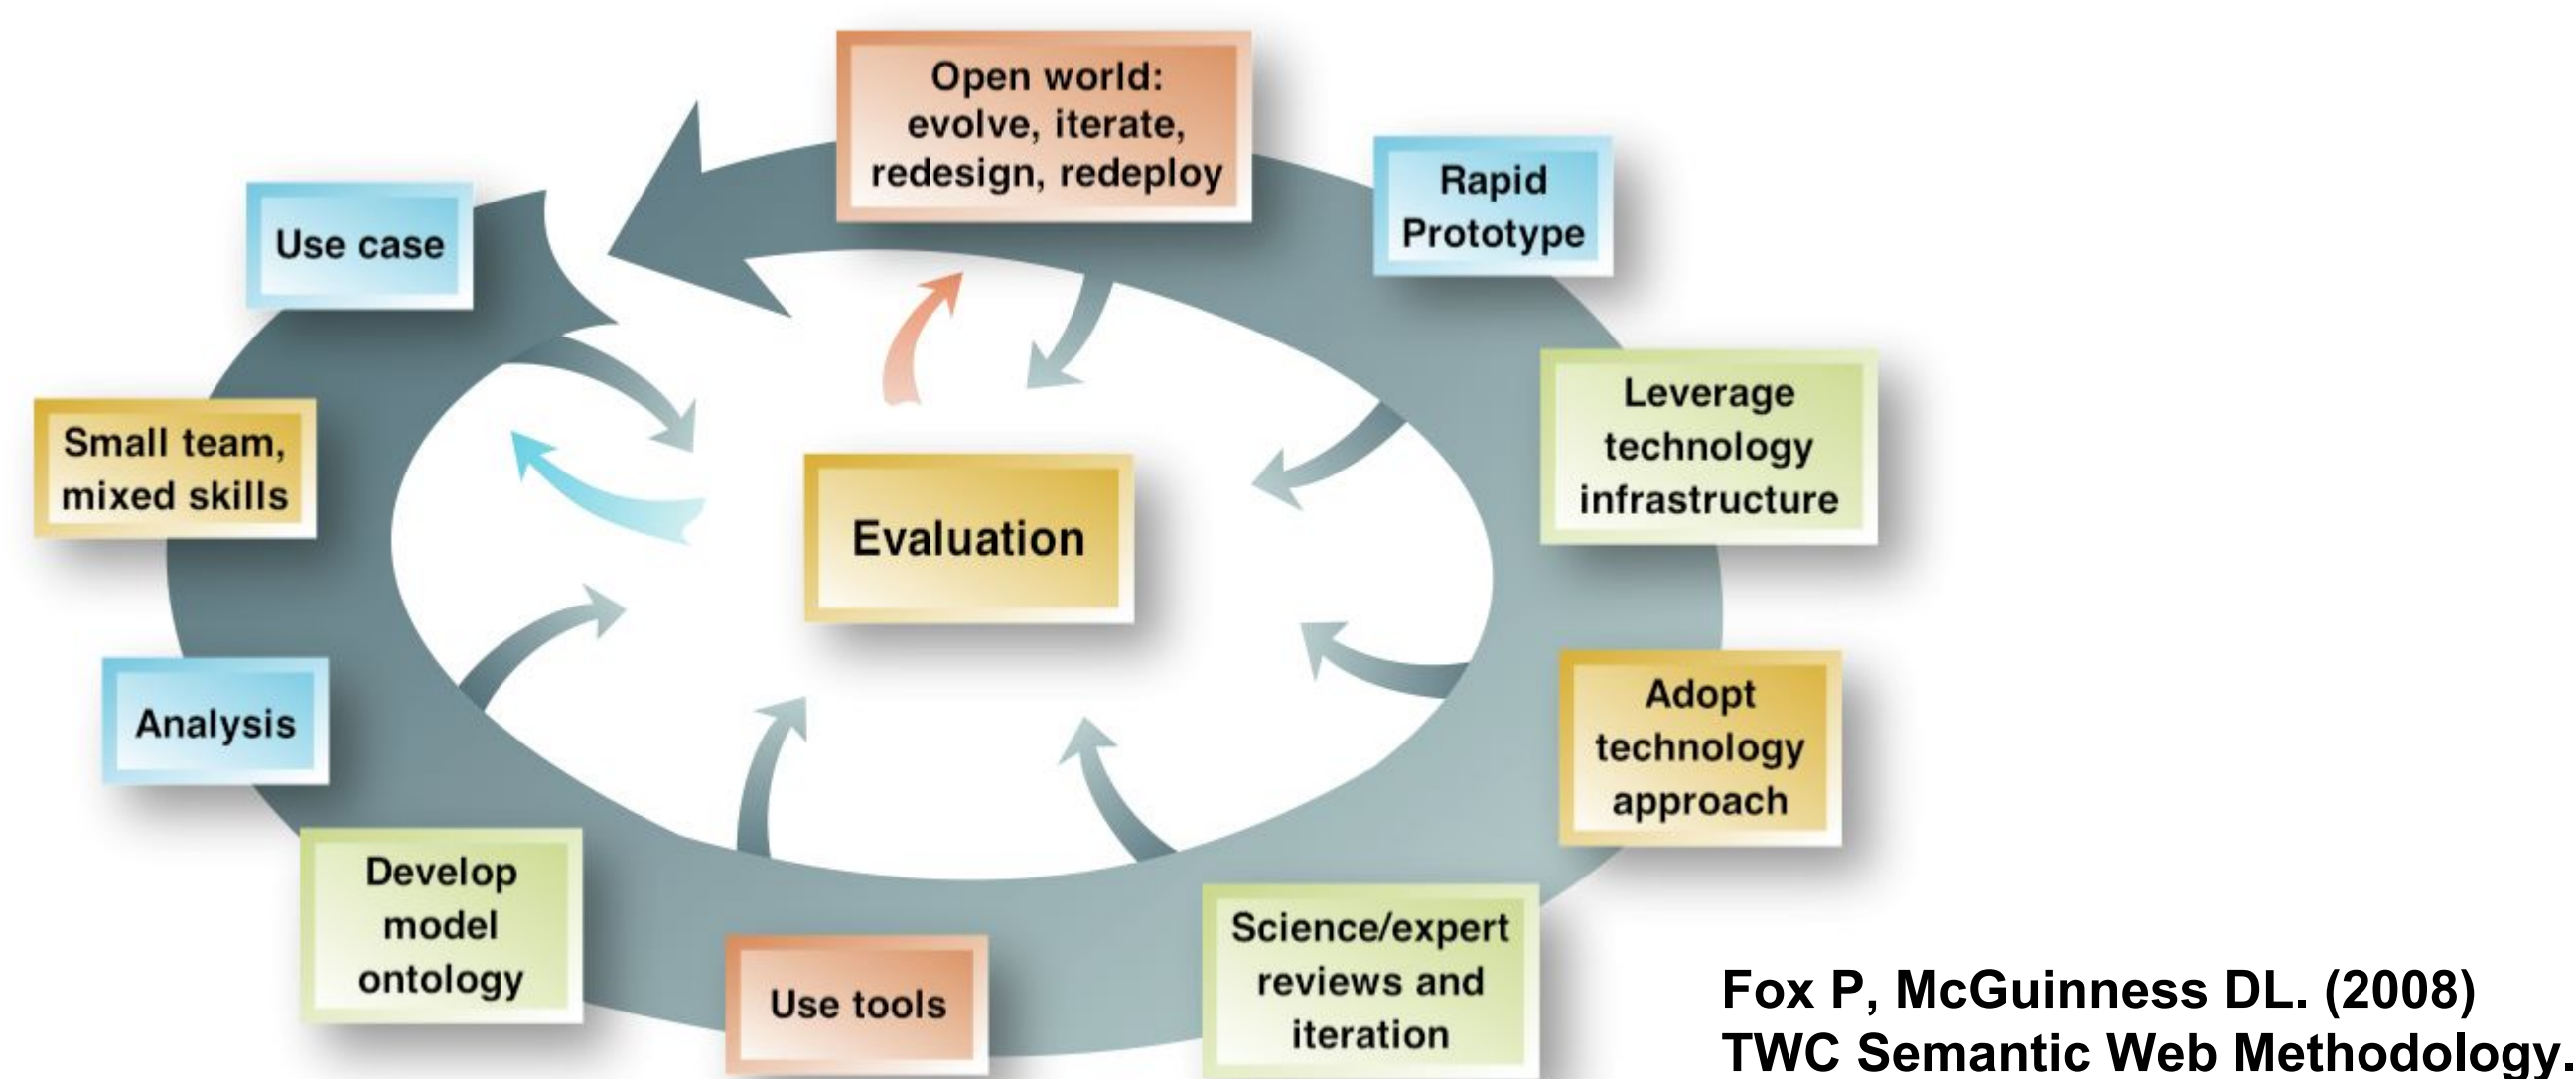 Open world:
evolve, iterate,
redesign, redeploy
Rapid
Prototype
Use case
Leverage
technology
infrastructure
Small team,
mixed skills
Evaluation
Adopt
technology
approach
Analysis
Develop
model
ontology
Use tools
Science/expert
reviews and
iteration
Fox P, McGuinness DL. (2008)
TWC Semantic Web Methodology.